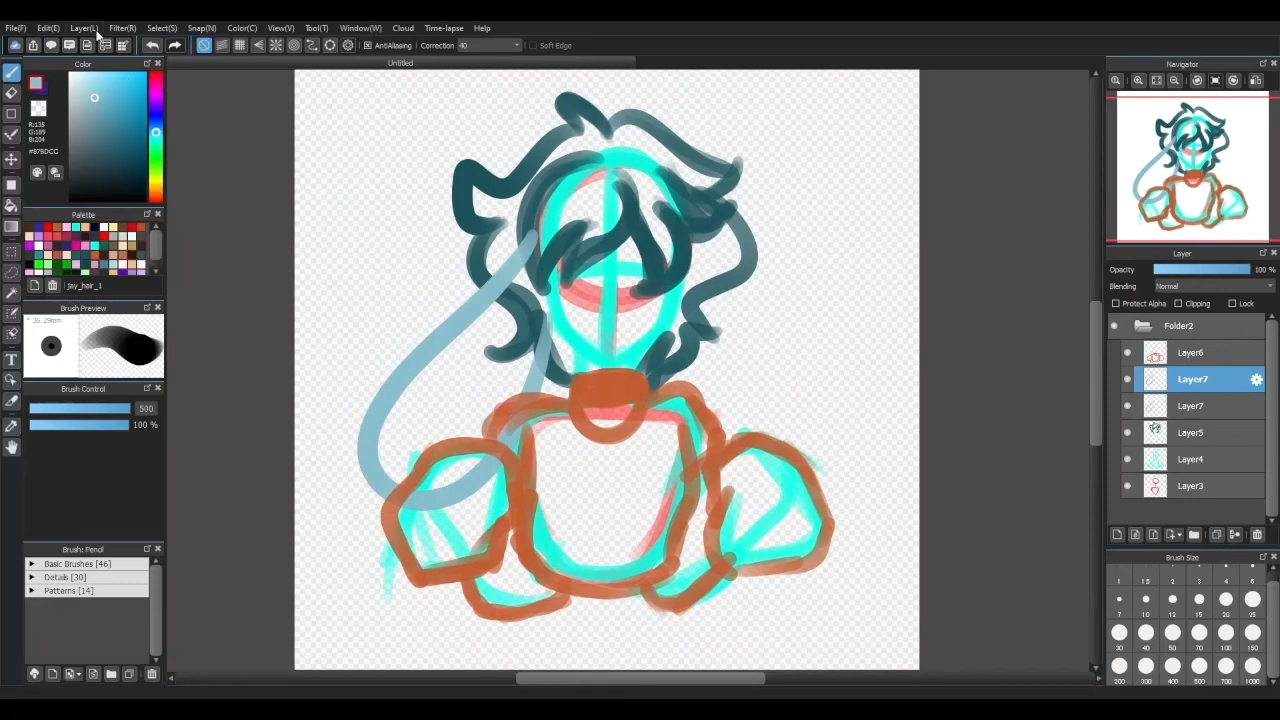 File(F) Edit(E) Layer(L) Filter(R) Select(S) Snap(N) Color(C) View(V) Tool(T) Window(W) Cloud Time-lapse Help
AntiAliasing Correction 40 Soft Edge
Color
Untitled
Navigator
R:135
G:189
B:204
#87BDCC
Palette
jay_hair_1
Brush Preview
* 36.29mm
Brush Control
500
100 %
Brush: Pencil
Basic Brushes [46]
Details [30]
Patterns [14]
Layer
Opacity 100 %
Blending Normal
Protect Alpha Clipping Lock
Folder2
Layer6
Layer7
Layer7
Layer5
Layer4
Layer3
Brush Size
1 1.5 2 3 4 5
7 10 12 15 20 25
30 40 50 70 100 150
200 300 400 500 700 1000